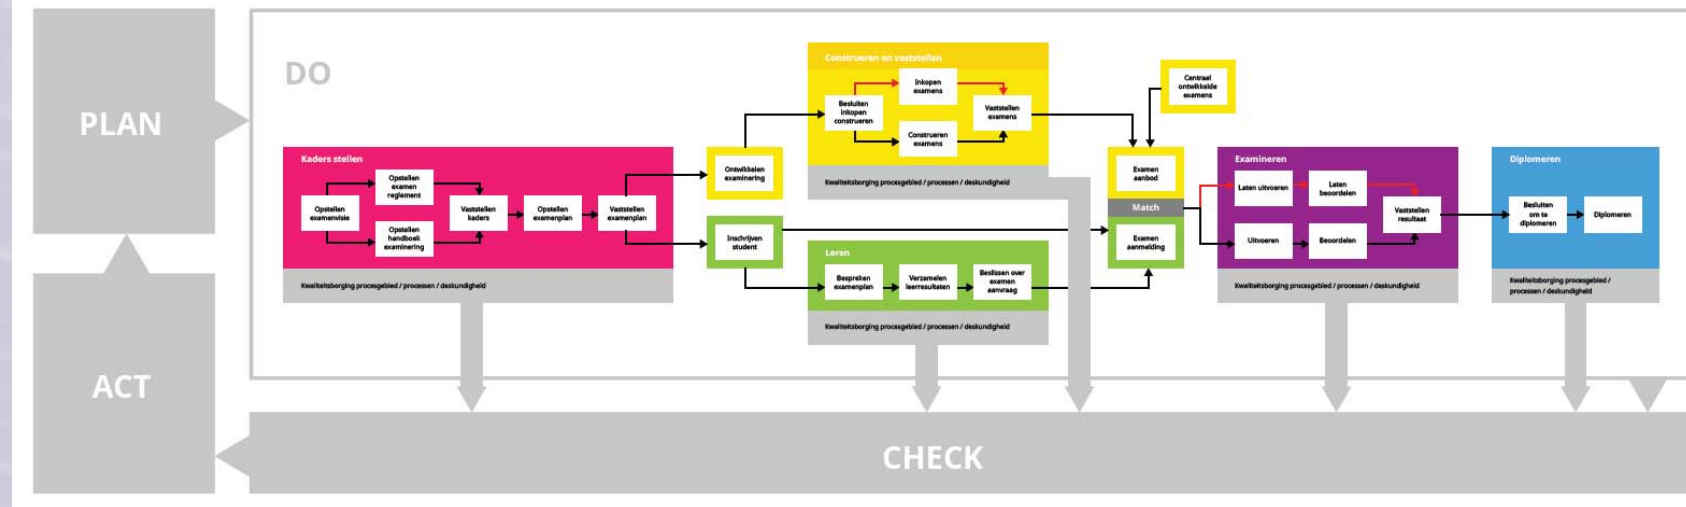 PLAN
ACT
DO
CHECK
Kaders stellen
Opstellen
examenvisie
Opstellen
examen
reglement
Opstellen
handboek
examinering
Vaststellen
kaders
Opstellen
examenplan
Vaststellen
examenplan
Kwaliteitsborging procesgebied / processen / deskundigheid
Ontwikkelen
examinering
Inschrijven
student
Construeren en vaststellen
Besluiten
inkopen
construeren
Inkopen
examens
Construeren
examens
Vaststellen
examens
Kwaliteitsborging procesgebied / processen / deskundigheid
Leren
Bespreken
examenplan
Verzamelen
leerresultaten
Beslissen over
examen
aanvraag
Kwaliteitsborging procesgebied / processen / deskundigheid
Centraal
ontwikkelde
examens
Examen
aanbod
Match
Examen
aanmelding
Examineren
Laten uitvoeren
Laten
beoordelen
Uitvoeren
Beoordelen
Vaststellen
resultaat
Kwaliteitsborging procesgebied / processen / deskundigheid
Diplomeren
Besluiten
om te
diplomeren
Diplomeren
Kwaliteitsborging procesgebied /
processen / deskundigheid